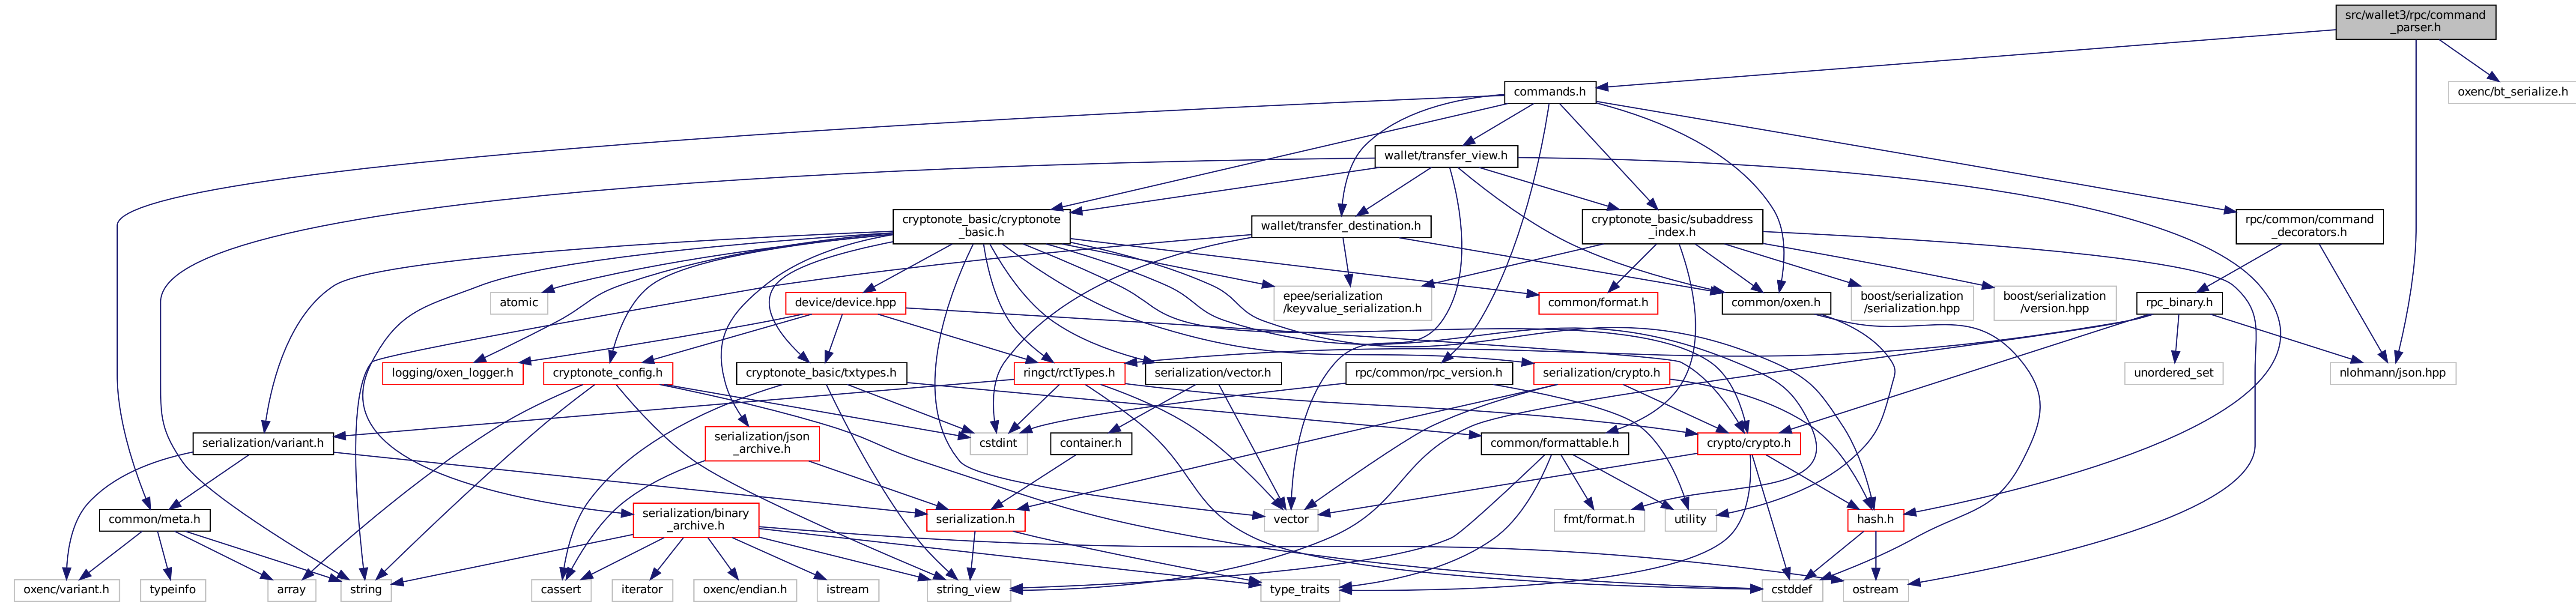 src/wallet3/rpc/command
_parser.h
commands.h
oxenc/bt_serialize.h
wallet/transfer_view.h
cryptonote_basic/cryptonote
_basic.h
wallet/transfer_destination.h
cryptonote_basic/subaddress
_index.h
rpc/common/command
_decorators.h
atomic
device/device.hpp
epee/serialization
/keyvalue_serialization.h
common/format.h
common/oxen.h
boost/serialization
/serialization.hpp
boost/serialization
/version.hpp
rpc_binary.h
logging/oxen_logger.h
cryptonote_config.h
cryptonote_basic/txtypes.h
ringct/rctTypes.h
serialization/vector.h
rpc/common/rpc_version.h
serialization/crypto.h
unordered_set
nlohmann/json.hpp
serialization/variant.h
serialization/json
_archive.h
cstdint
container.h
common/formattable.h
crypto/crypto.h
common/meta.h
serialization/binary
_archive.h
serialization.h
vector
fmt/format.h
utility
hash.h
oxenc/variant.h
typeinfo
array
string
cassert
iterator
oxenc/endian.h
istream
string_view
type_traits
cstddef
ostream